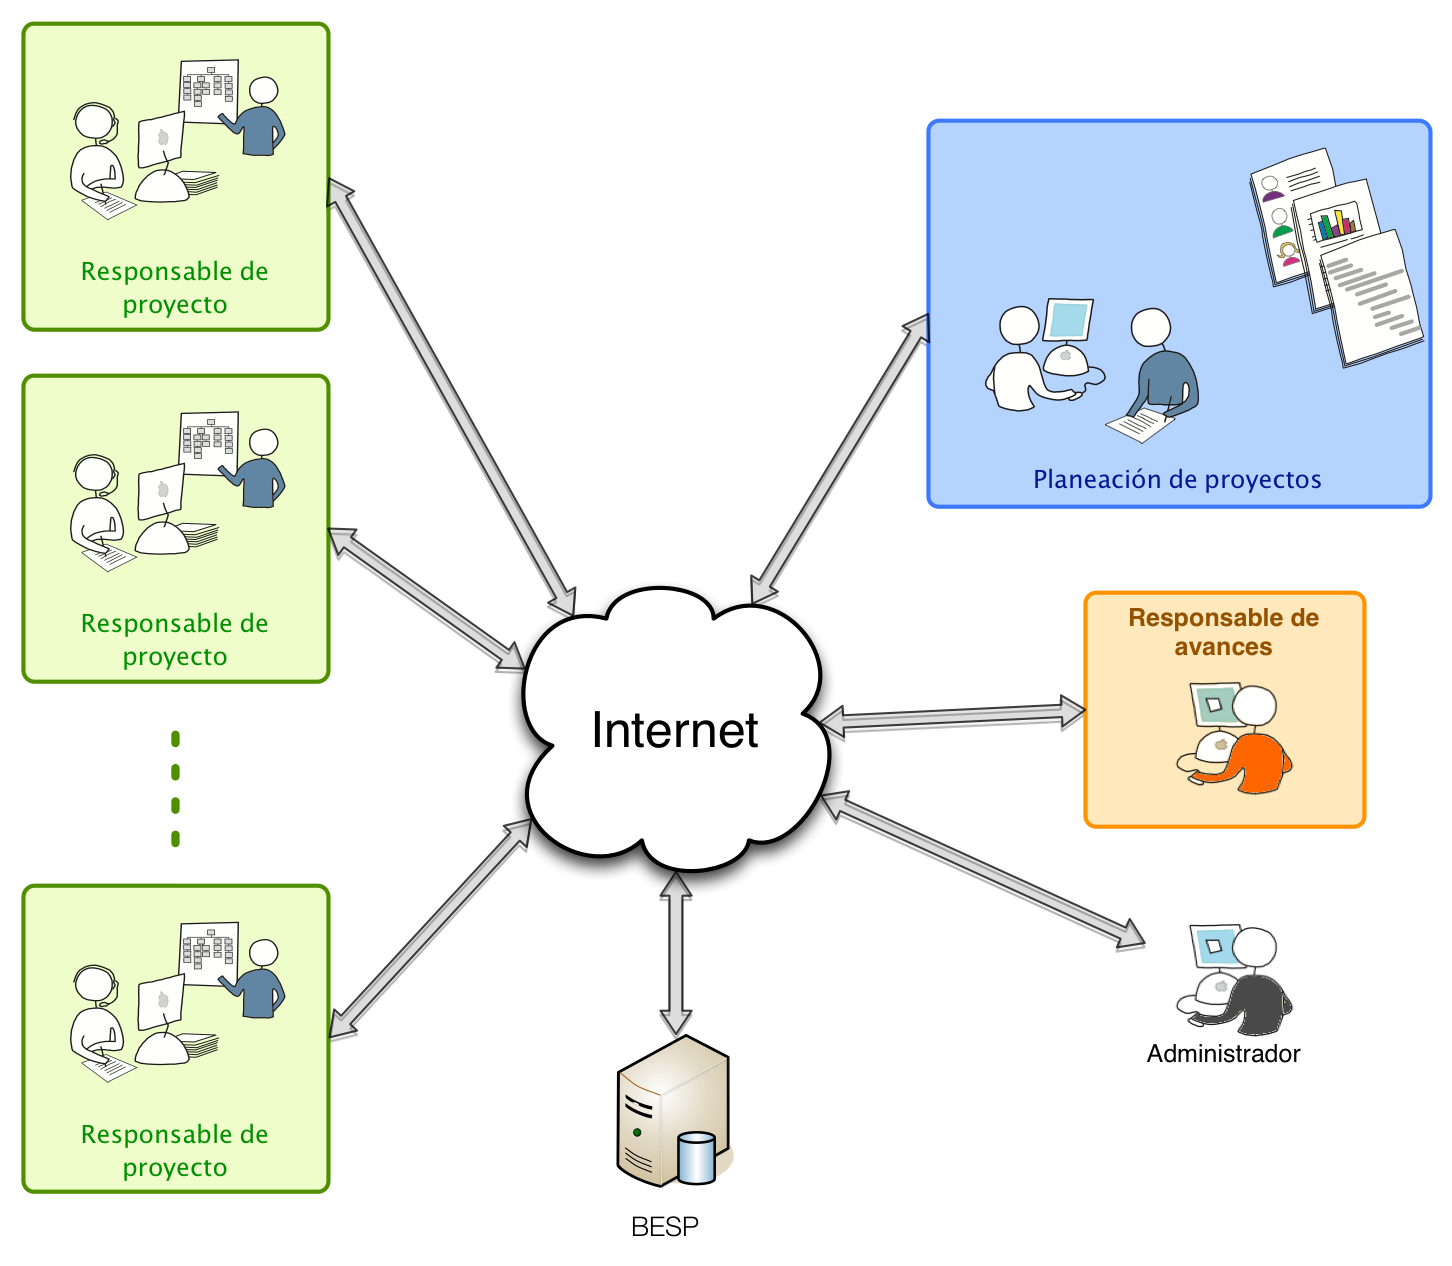 Responsable de
proyecto
Responsable de
proyecto
Responsable de
proyecto
Internet
BESP
Planeación de proyectos
Responsable de
avances
Administrador